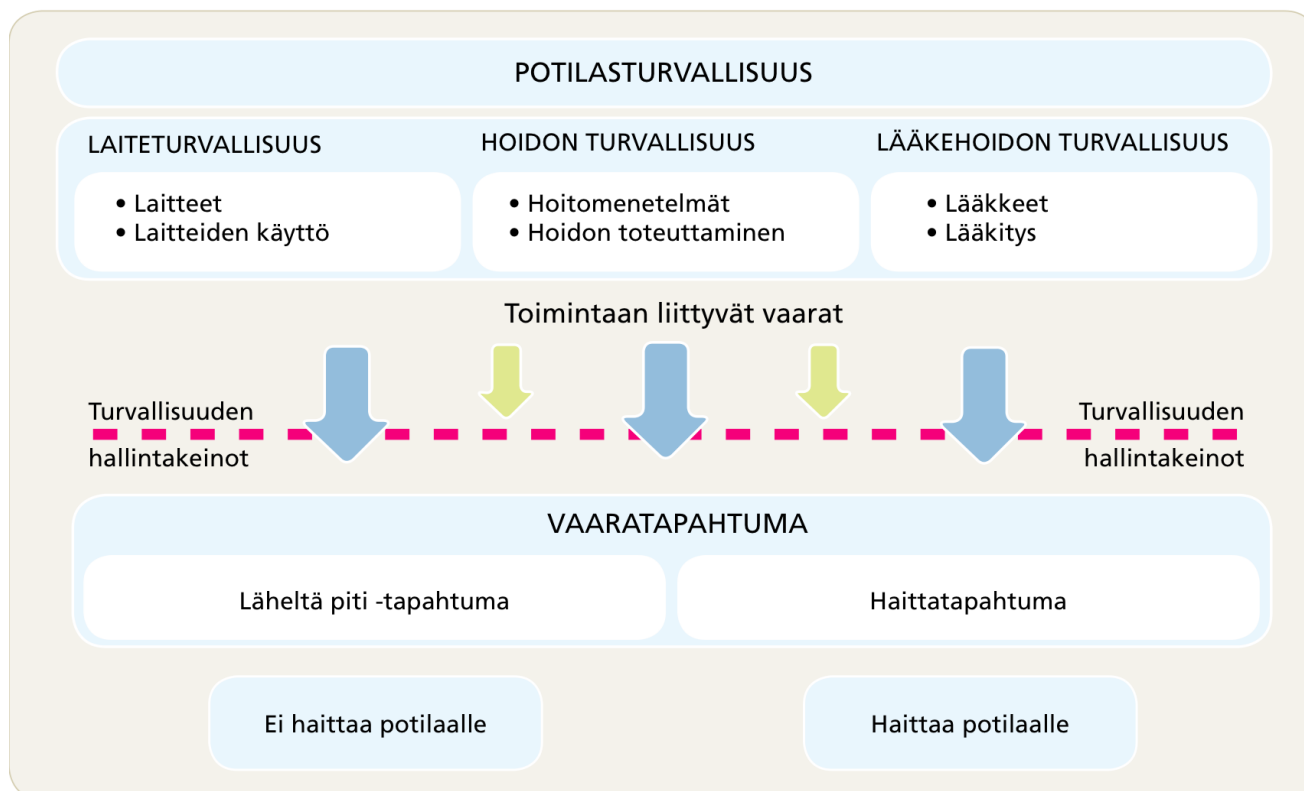 POTILASTURVALLISUUS
LAITETURVALLISUUS
• Laitteet
• Laitteiden käyttö
HOIDON TURVALLISUUS
• Hoitomenetelmät
• Hoidon toteuttaminen
LÄÄKEHOIDON TURVALLISUUS
• Lääkkeet
• Lääkitys
Toimintaan liittyvät vaarat
Turvallisuuden
hallintakeinot
Turvallisuuden
hallintakeinot
VAARATAPAHTUMA
Läheltä piti -tapahtuma
Haittatapahtuma
Ei haittaa potilaalle
Haittaa potilaalle